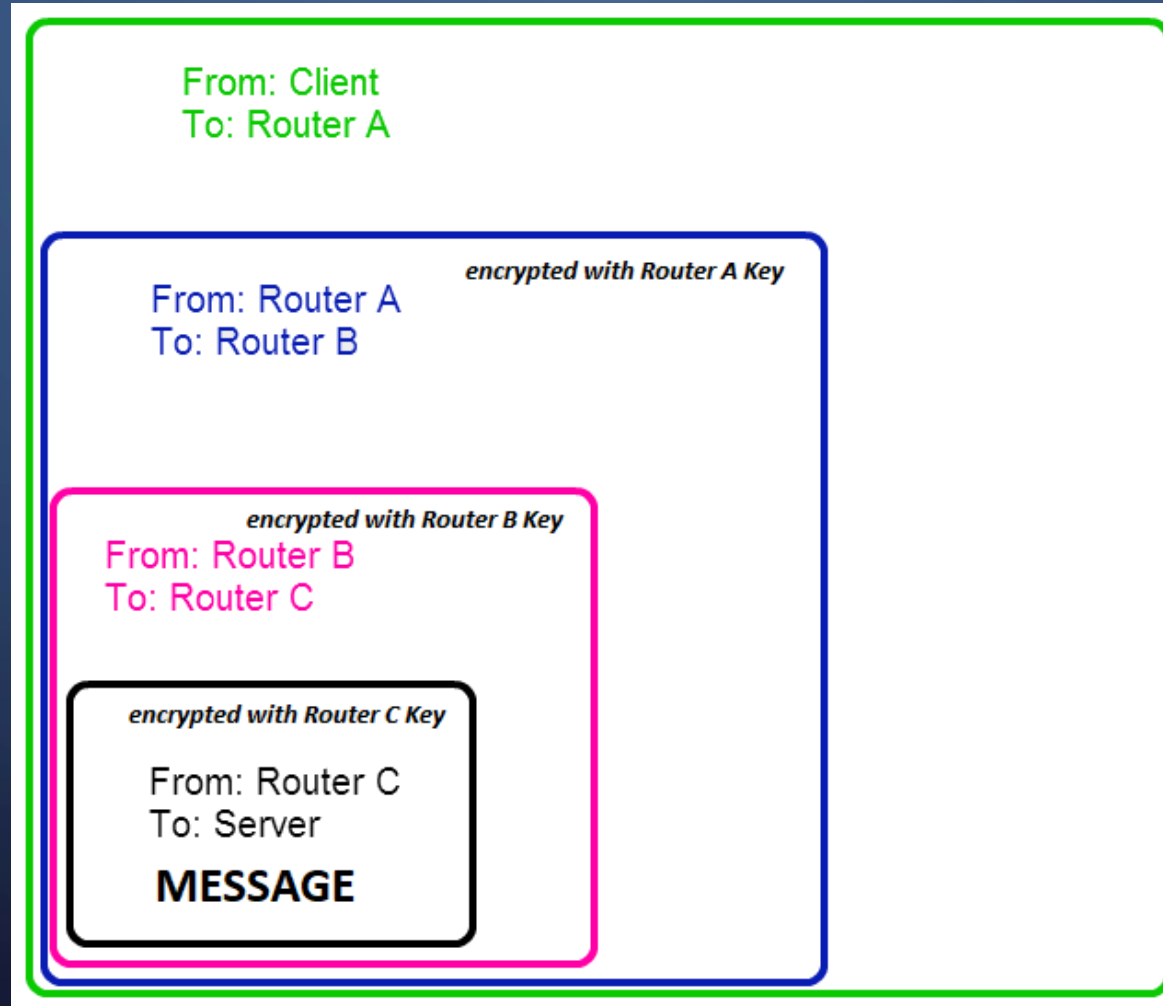 From: Client
To: Router A
encrypted with Router A Key
From: Router A
To: Router B
encrypted with Router B Key
From: Router B
To: Router C
encrypted with Router C Key
From: Router C
To: Server
MESSAGE